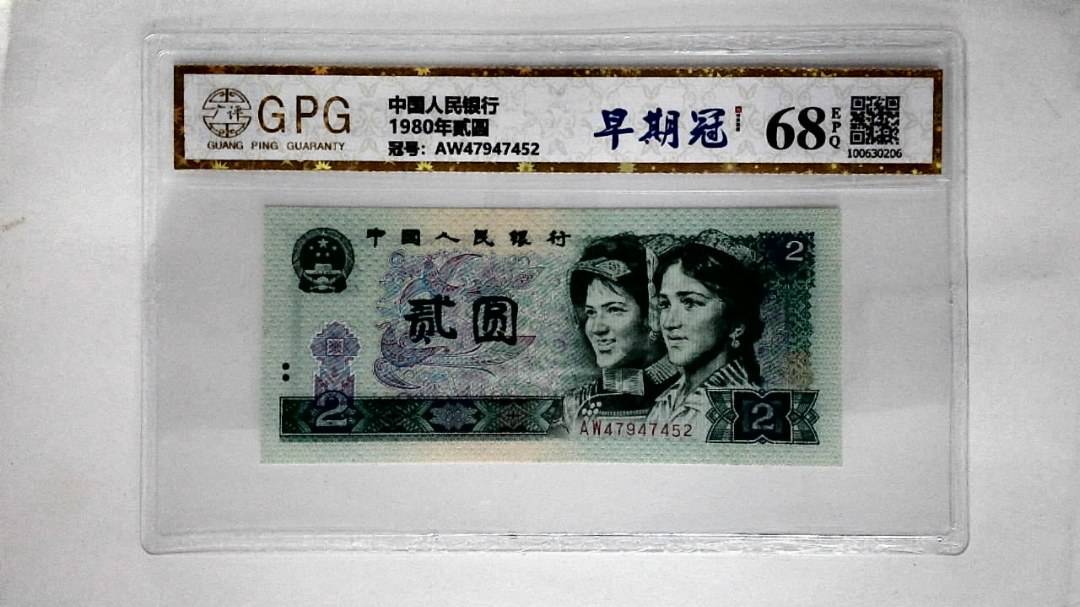 GPG
GUANG PING GUARANTY
中国人民银行
1980年贰圆
冠号：AW47947452
早期冠
68
EPQ
100630206
中国人民银行
2
贰圆
2
AW47947452
2